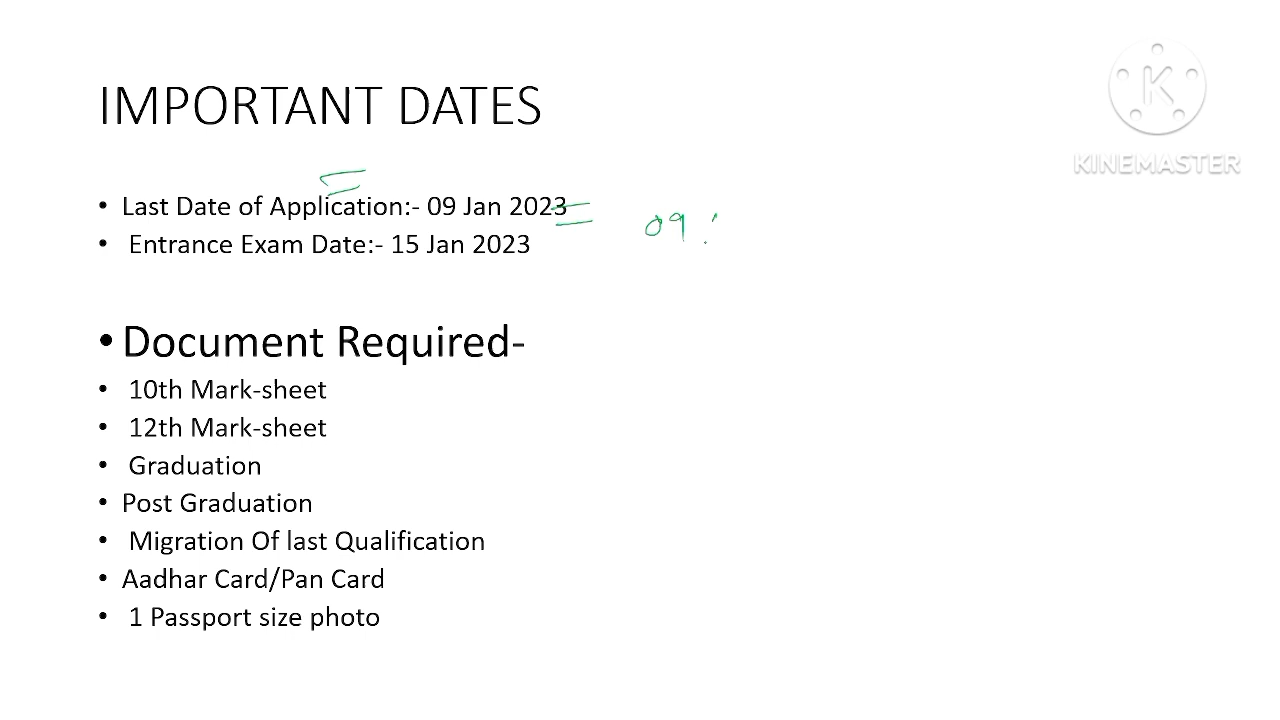 IMPORTANT DATES
• Last Date of Application:- 09 Jan 2023
09
• Entrance Exam Date:- 15 Jan 2023
• Document Required-
• 10th Mark-sheet
• 12th Mark-sheet
• Graduation
• Post Graduation
• Migration Of last Qualification
• Aadhar Card/Pan Card
• 1 Passport size photo
K
KINEMASTER